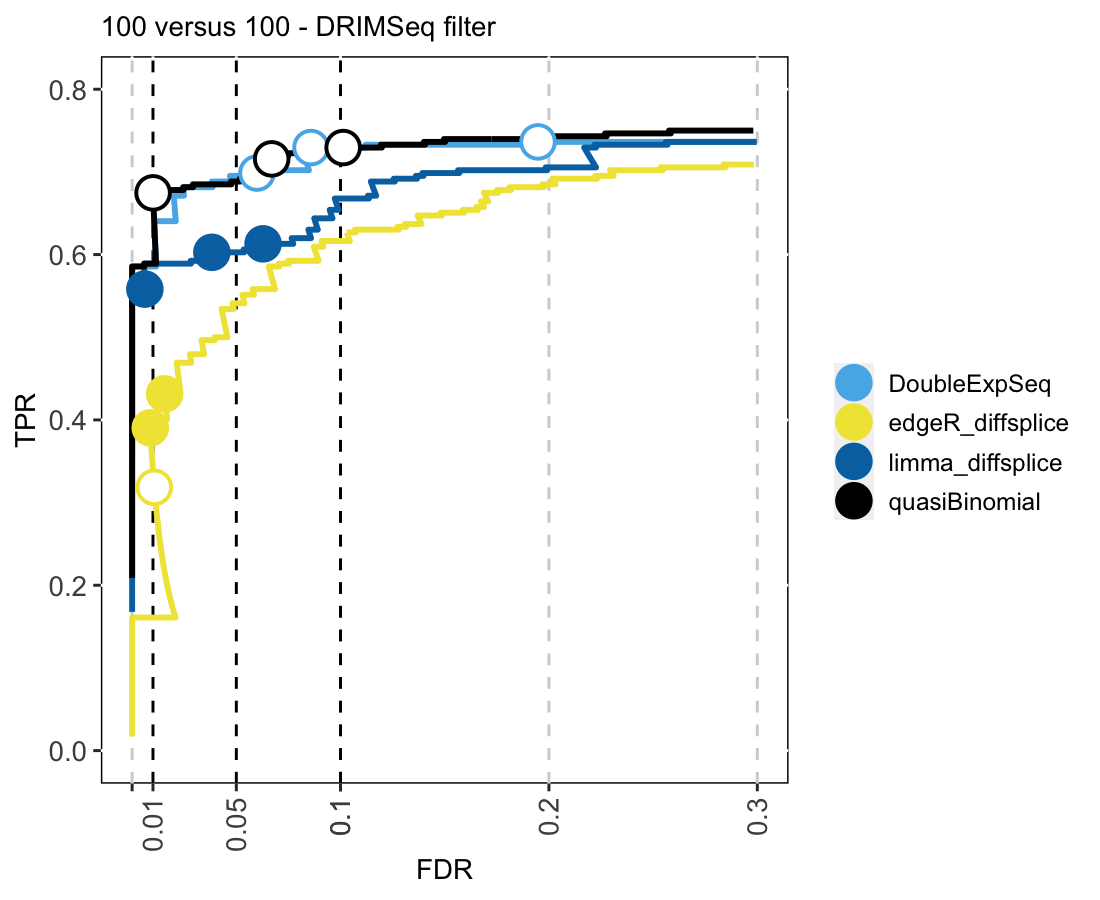 100 versus 100 - DRIMSeq filter
0.8
0.6
0.4
0.2
0.0
TPR
0.01
0.05
0.1
0.2
0.3
FDR
DoubleExpSeq
edgeR_diffsplice
limma_diffsplice
quasiBinomial